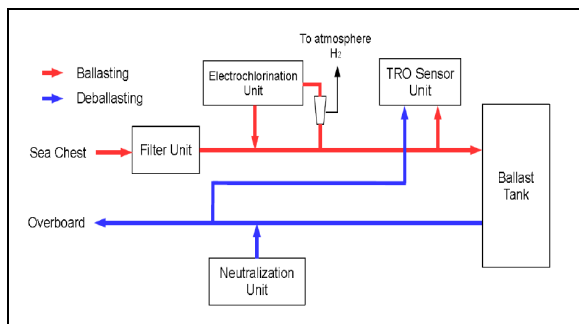 To atmosphere
H2
Ballasting
Deballasting
Electrochlorination
Unit
TRO Sensor
Unit
Sea Chest
Filter Unit
Ballast
Tank
Overboard
Neutralization
Unit